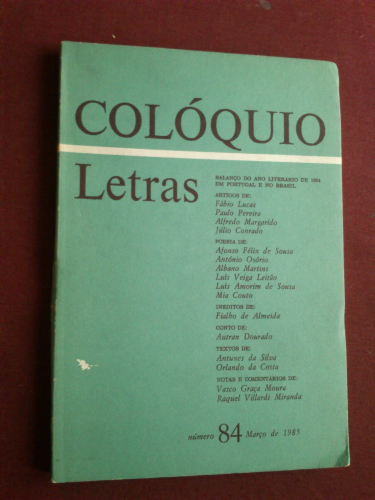 COLÓQUIO
Letras
BALANÇO DO ANO LITERÁRIO DE 1984
EM PORTUGAL E NO BRASIL
ARTIGOS DE:
Fábio Lucas
Paulo Pereira
Alfredo Margarido
Júlio Conrado
POESIA DE:
Afonso Félix de Sousa
António Osório
Albano Martins
Luís Veiga Leitão
Luís Amorim de Sousa
Mia Couto
INÉDITOS DE:
Fialho de Almeida
CONTO DE:
Autran Dourado
TEXTOS DE:
Antunes da Silva
Orlando da Costa
NOTAS E COMENTÁRIOS DE:
Vasco Graça Moura
Raquel Villardi Miranda
número 84 Março de 1985